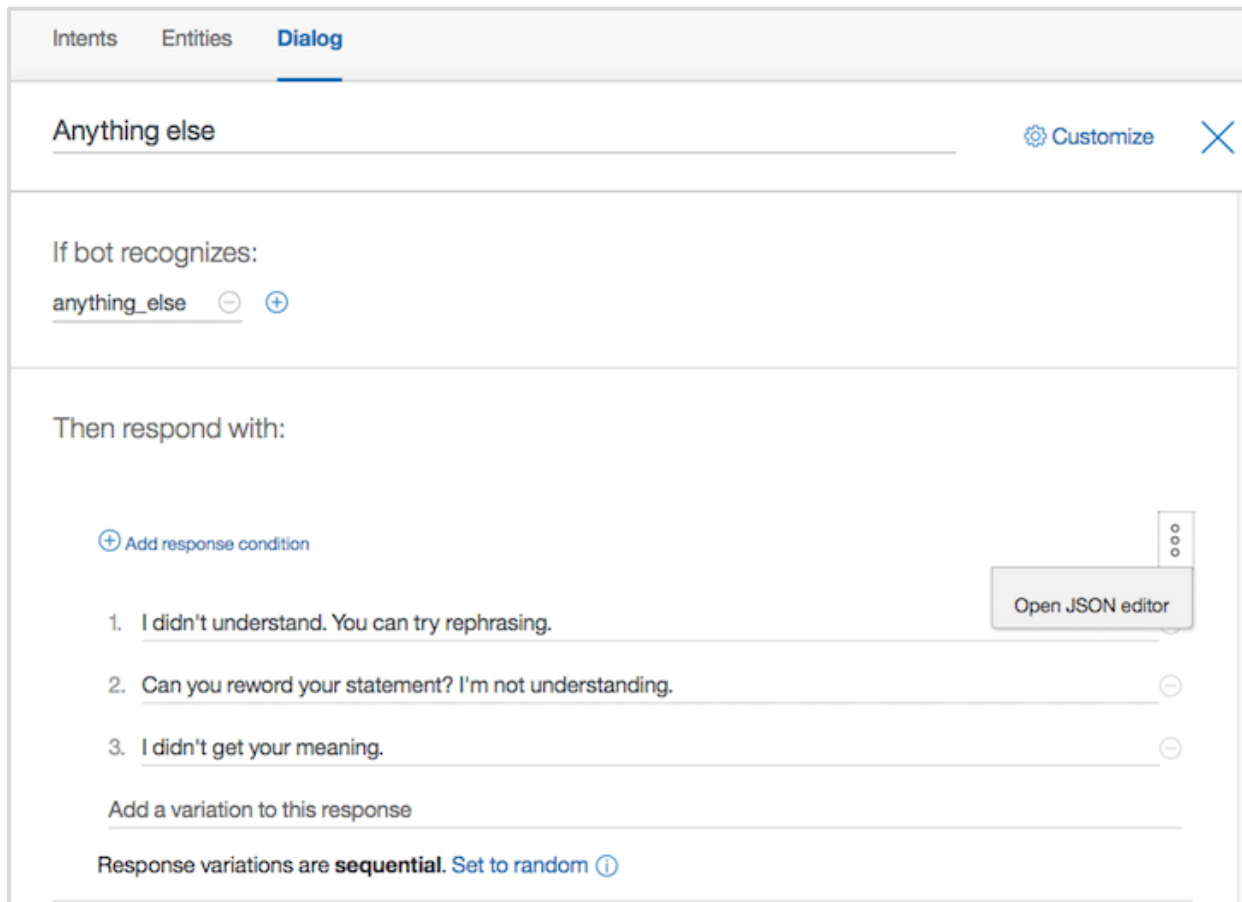 Intents Entities Dialog
Anything else Customize
If bot recognizes:
anything_else
Then respond with:
Add response condition
Open JSON editor
1. I didn't understand. You can try rephrasing.
2. Can you reword your statement? I'm not understanding.
3. I didn't get your meaning.
Add a variation to this response
Response variations are sequential. Set to random